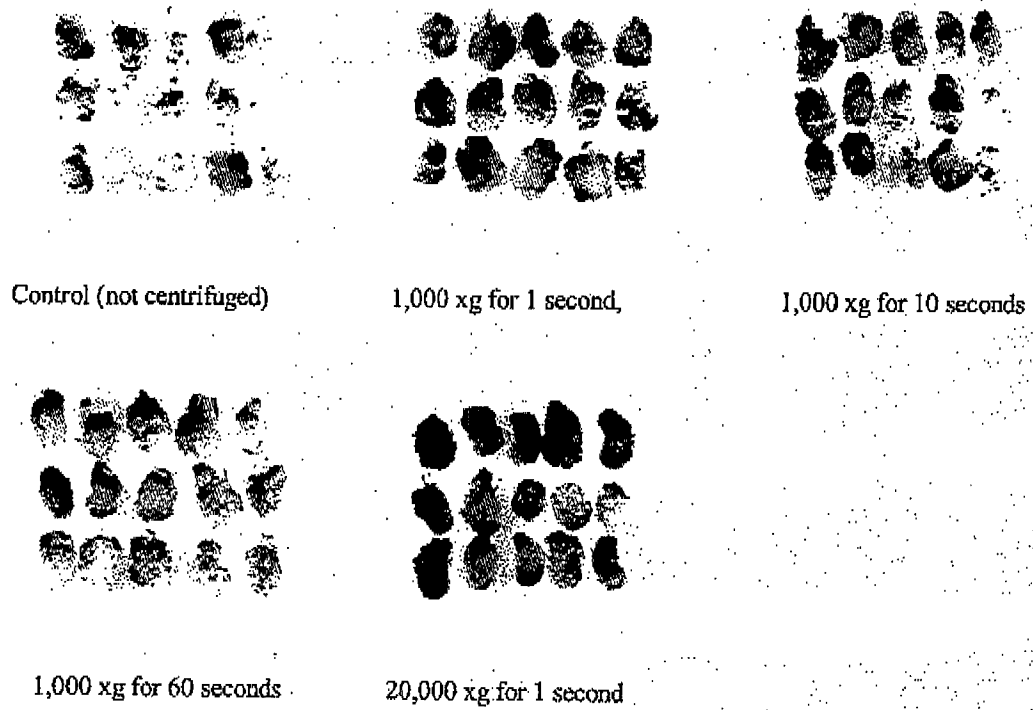 Control (not centrifuged)
1,000 xg for 1 second,
1,000 xg for 10 seconds
1,000 xg for 60 seconds
20,000 xg for 1 second